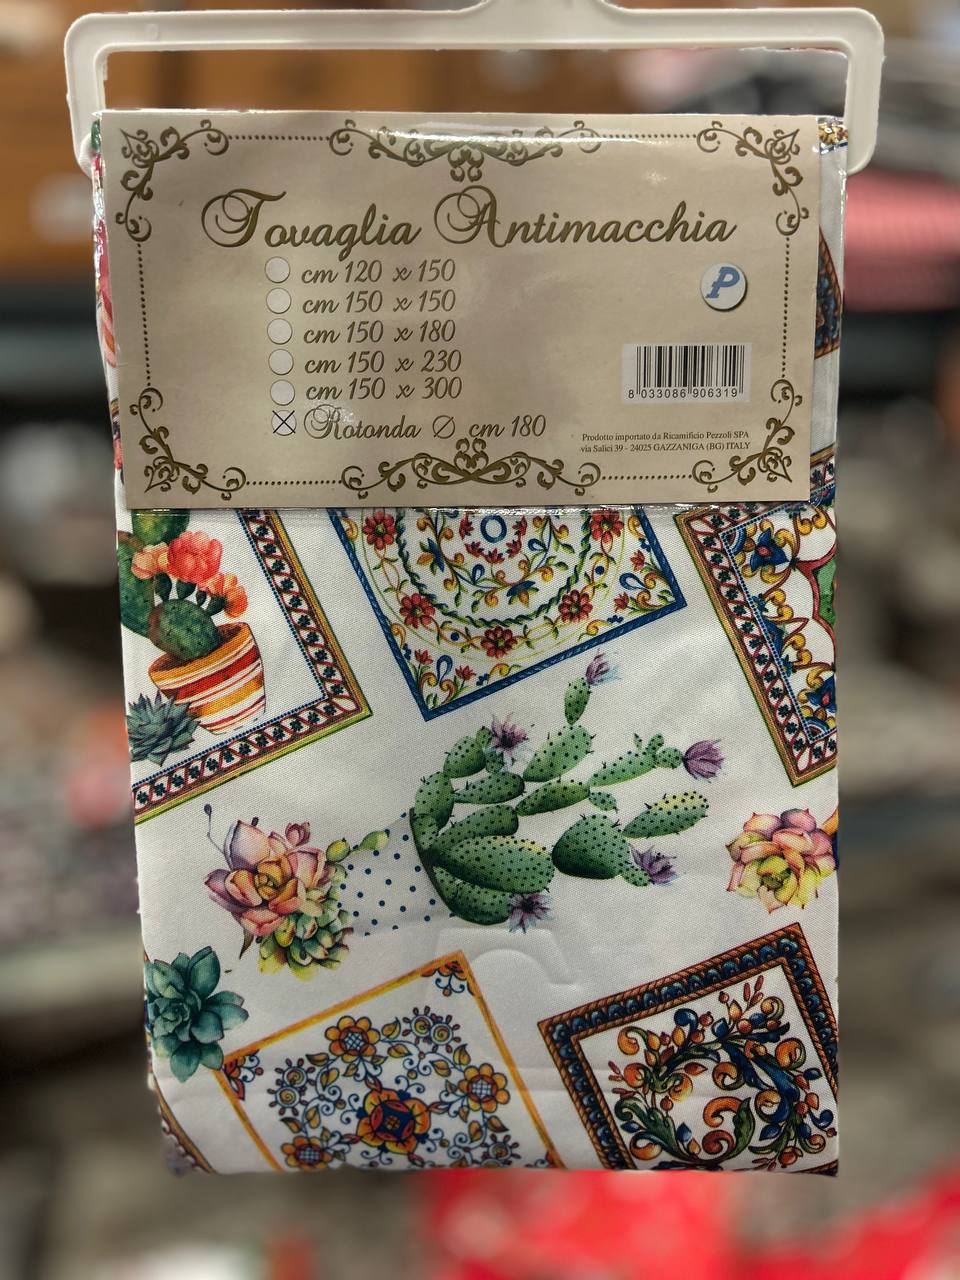 Tovaglia Antimacchia
cm 120 x 150
cm 150 x 150
cm 150 x 180
cm 150 x 230
cm 150 x 300
Rotonda ∅ cm 180
P
8 033086 906319
Prodotto importato da Ricamificio Pezzoli SPA
via Salici 39 - 24025 GAZZANIGA (BG) ITALY